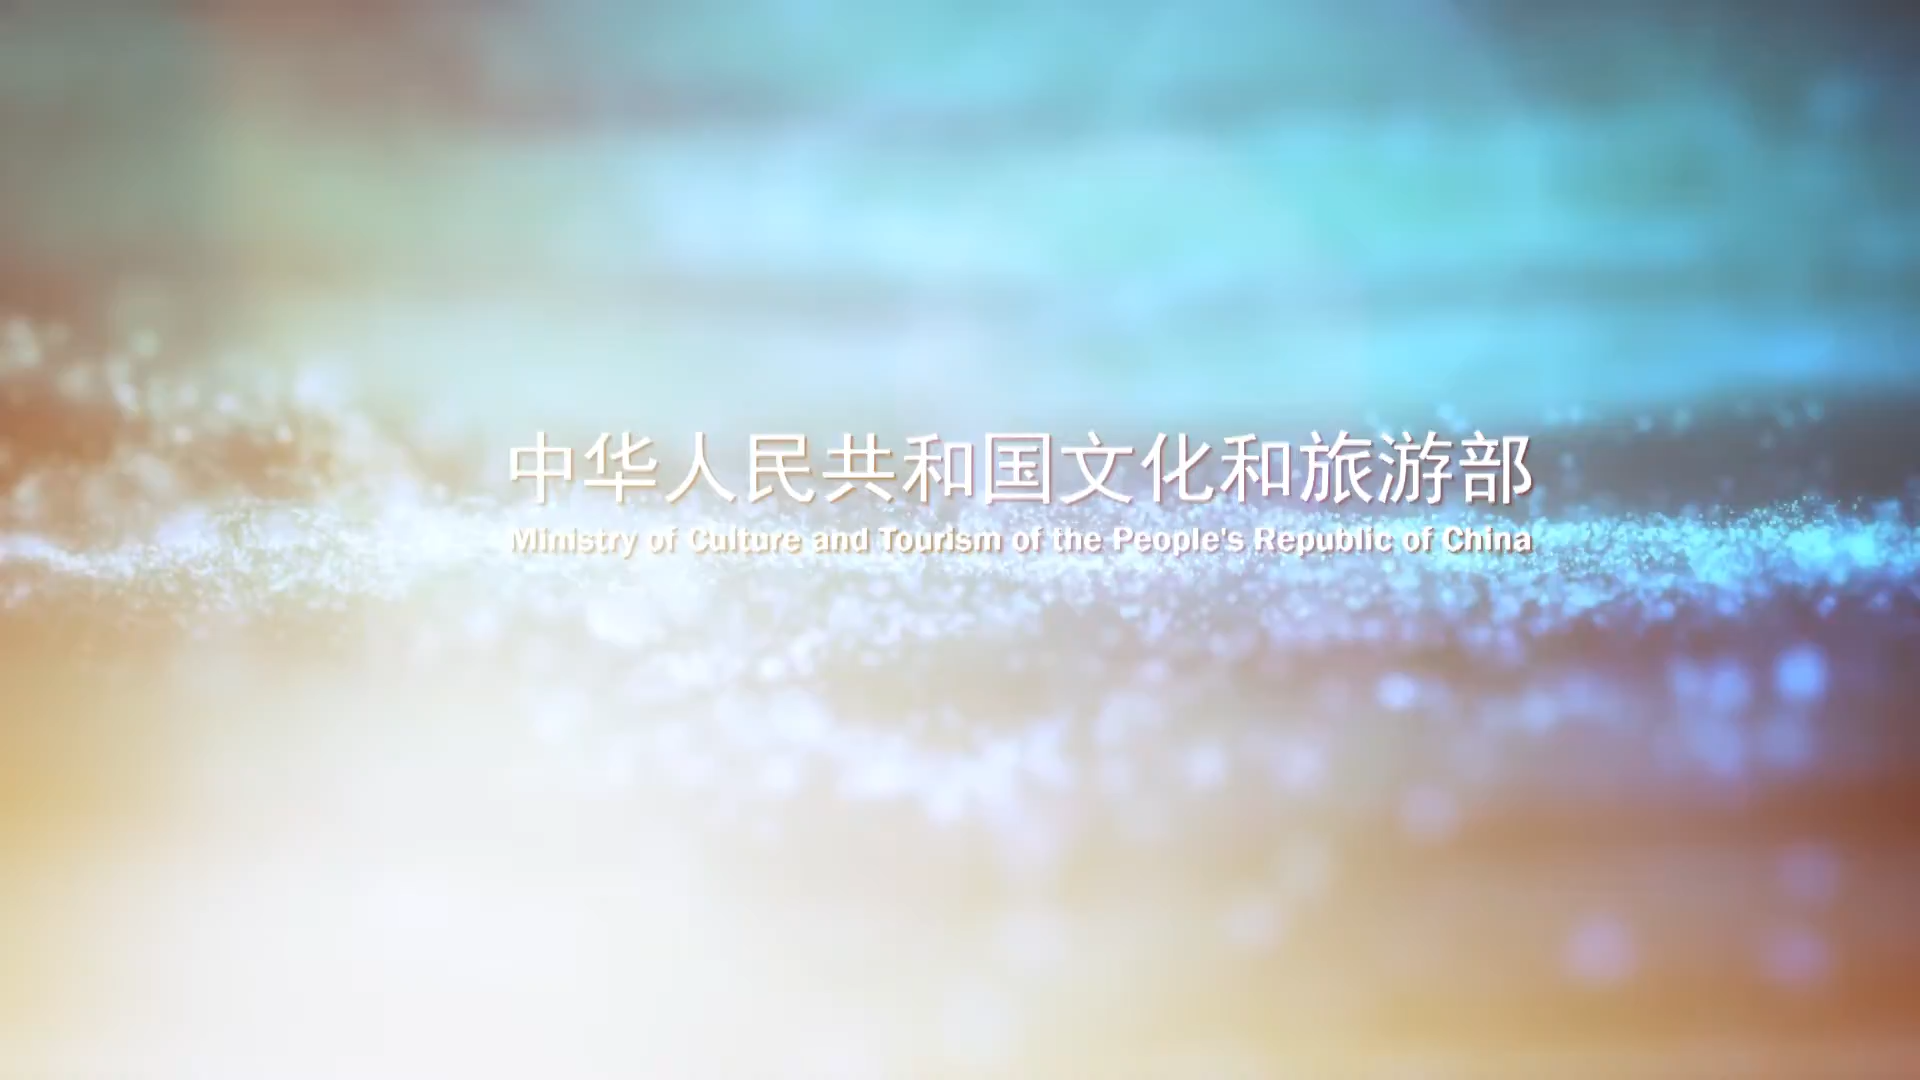 中华人民共和国文化和旅游部
Ministry of Culture and Tourism of the People's Republic of China